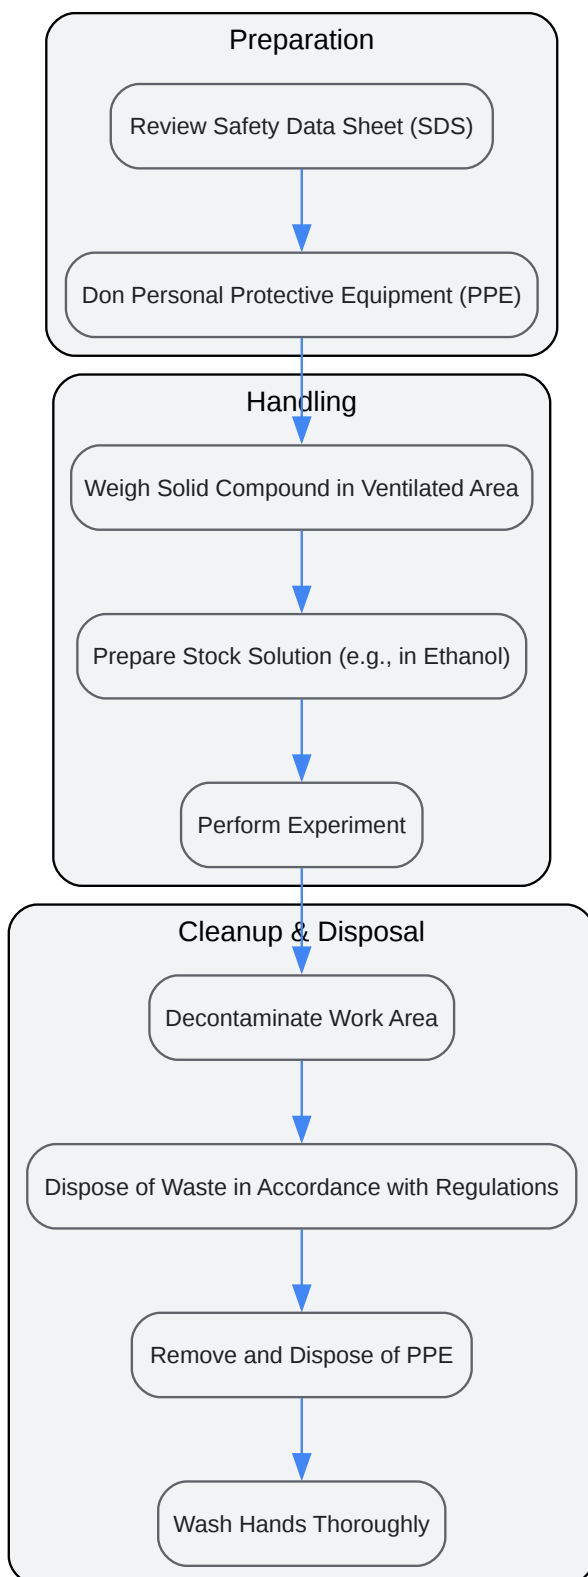 Preparation
Review Safety Data Sheet (SDS)
Don Personal Protective Equipment (PPE)
Handling
Weigh Solid Compound in Ventilated Area
Prepare Stock Solution (e.g., in Ethanol)
Perform Experiment
Cleanup & Disposal
Decontaminate Work Area
Dispose of Waste in Accordance with Regulations
Remove and Dispose of PPE
Wash Hands Thoroughly